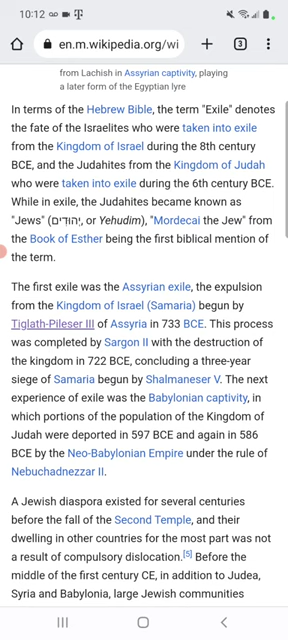 10:12
en.m.wikipedia.org/wi
3
from Lachish in Assyrian captivity, playing
a later form of the Egyptian lyre
In terms of the Hebrew Bible, the term "Exile" denotes
the fate of the Israelites who were taken into exile
from the Kingdom of Israel during the 8th century
BCE, and the Judahites from the Kingdom of Judah
who were taken into exile during the 6th century BCE.
While in exile, the Judahites became known as
"Jews" (יְהוּדִים, or Yehudim), "Mordecai the Jew" from
the Book of Esther being the first biblical mention of
the term.
The first exile was the Assyrian exile, the expulsion
from the Kingdom of Israel (Samaria) begun by
Tiglath-Pileser III of Assyria in 733 BCE. This process
was completed by Sargon II with the destruction of
the kingdom in 722 BCE, concluding a three-year
siege of Samaria begun by Shalmaneser V. The next
experience of exile was the Babylonian captivity, in
which portions of the population of the Kingdom of
Judah were deported in 597 BCE and again in 586
BCE by the Neo-Babylonian Empire under the rule of
Nebuchadnezzar II.
A Jewish diaspora existed for several centuries
before the fall of the Second Temple, and their
dwelling in other countries for the most part was not
a result of compulsory dislocation.[5] Before the
middle of the first century CE, in addition to Judea,
Syria and Babylonia, large Jewish communities